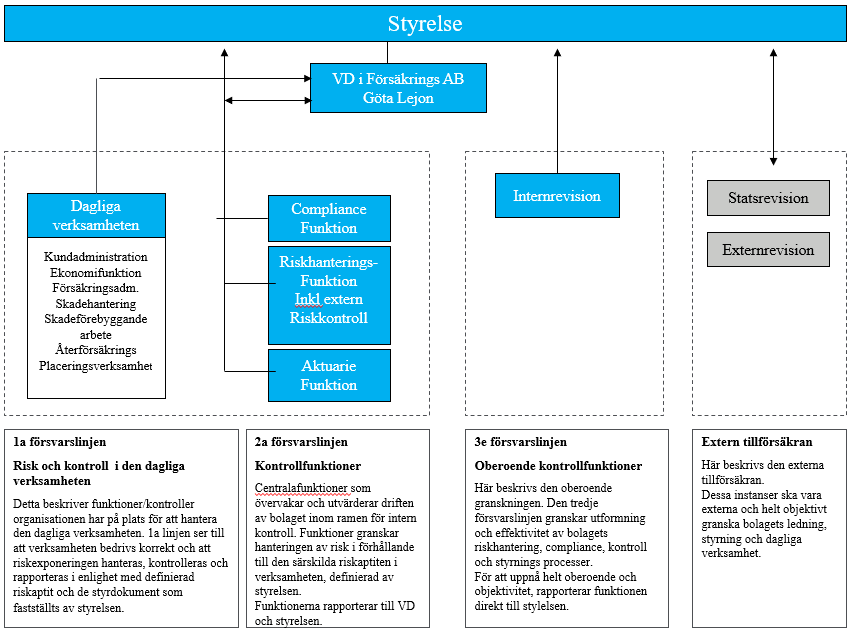 Styrelse
VD i Försäkrings AB
Göta Lejon
Dagliga
verksamheten
Kundadministration
Ekonomifunktion
Försäkringsadm.
Skadehantering
Skadeförebyggande
arbete
Återförsäkrings
Placeringsverksamhet
Compliance
Funktion
Riskhanterings-
Funktion
Inkl extern
Riskkontroll
Aktuarie
Funktion
Internrevision
Statsrevision
Externrevision
1a försvarslinjen
Risk och kontroll i den dagliga
verksamheten
Detta beskriver funktioner/kontroller
organisationen har på plats för att hantera
den dagliga verksamheten. 1a linjen ser till
att verksamheten bedrivs korrekt och att
riskexponeringen hanteras, kontrolleras och
rapporteras i enlighet med definierad
riskaptit och de styrdokument som
fastställts av styrelsen.
2a försvarslinjen
Kontrollfunktioner
Centralafunktioner som
övervakar och utvärderar driften
av bolaget inom ramen för intern
kontroll. Funktioner granskar
hanteringen av risk i förhållande
till den särskilda riskaptiten i
verksamheten, definierad av
styrelsen.
Funktionerna rapporterar till VD
och styrelsen.
3e försvarslinjen
Oberoende kontrollfunktioner
Här beskrivs den oberoende
granskningen. Den tredje
försvarslinjen granskar utformning
och effektivitet av bolagets
riskhantering, compliance, kontroll
och styrnings processer.
För att uppnå helt oberoende och
objektivitet, rapporterar funktionen
direkt till stylelsen.
Extern tillförsäkran
Här beskrivs den externa
tillförsäkran.
Dessa instanser ska vara
externa och helt objektivt
granska bolagets ledning,
styrning och dagliga
verksamhet.